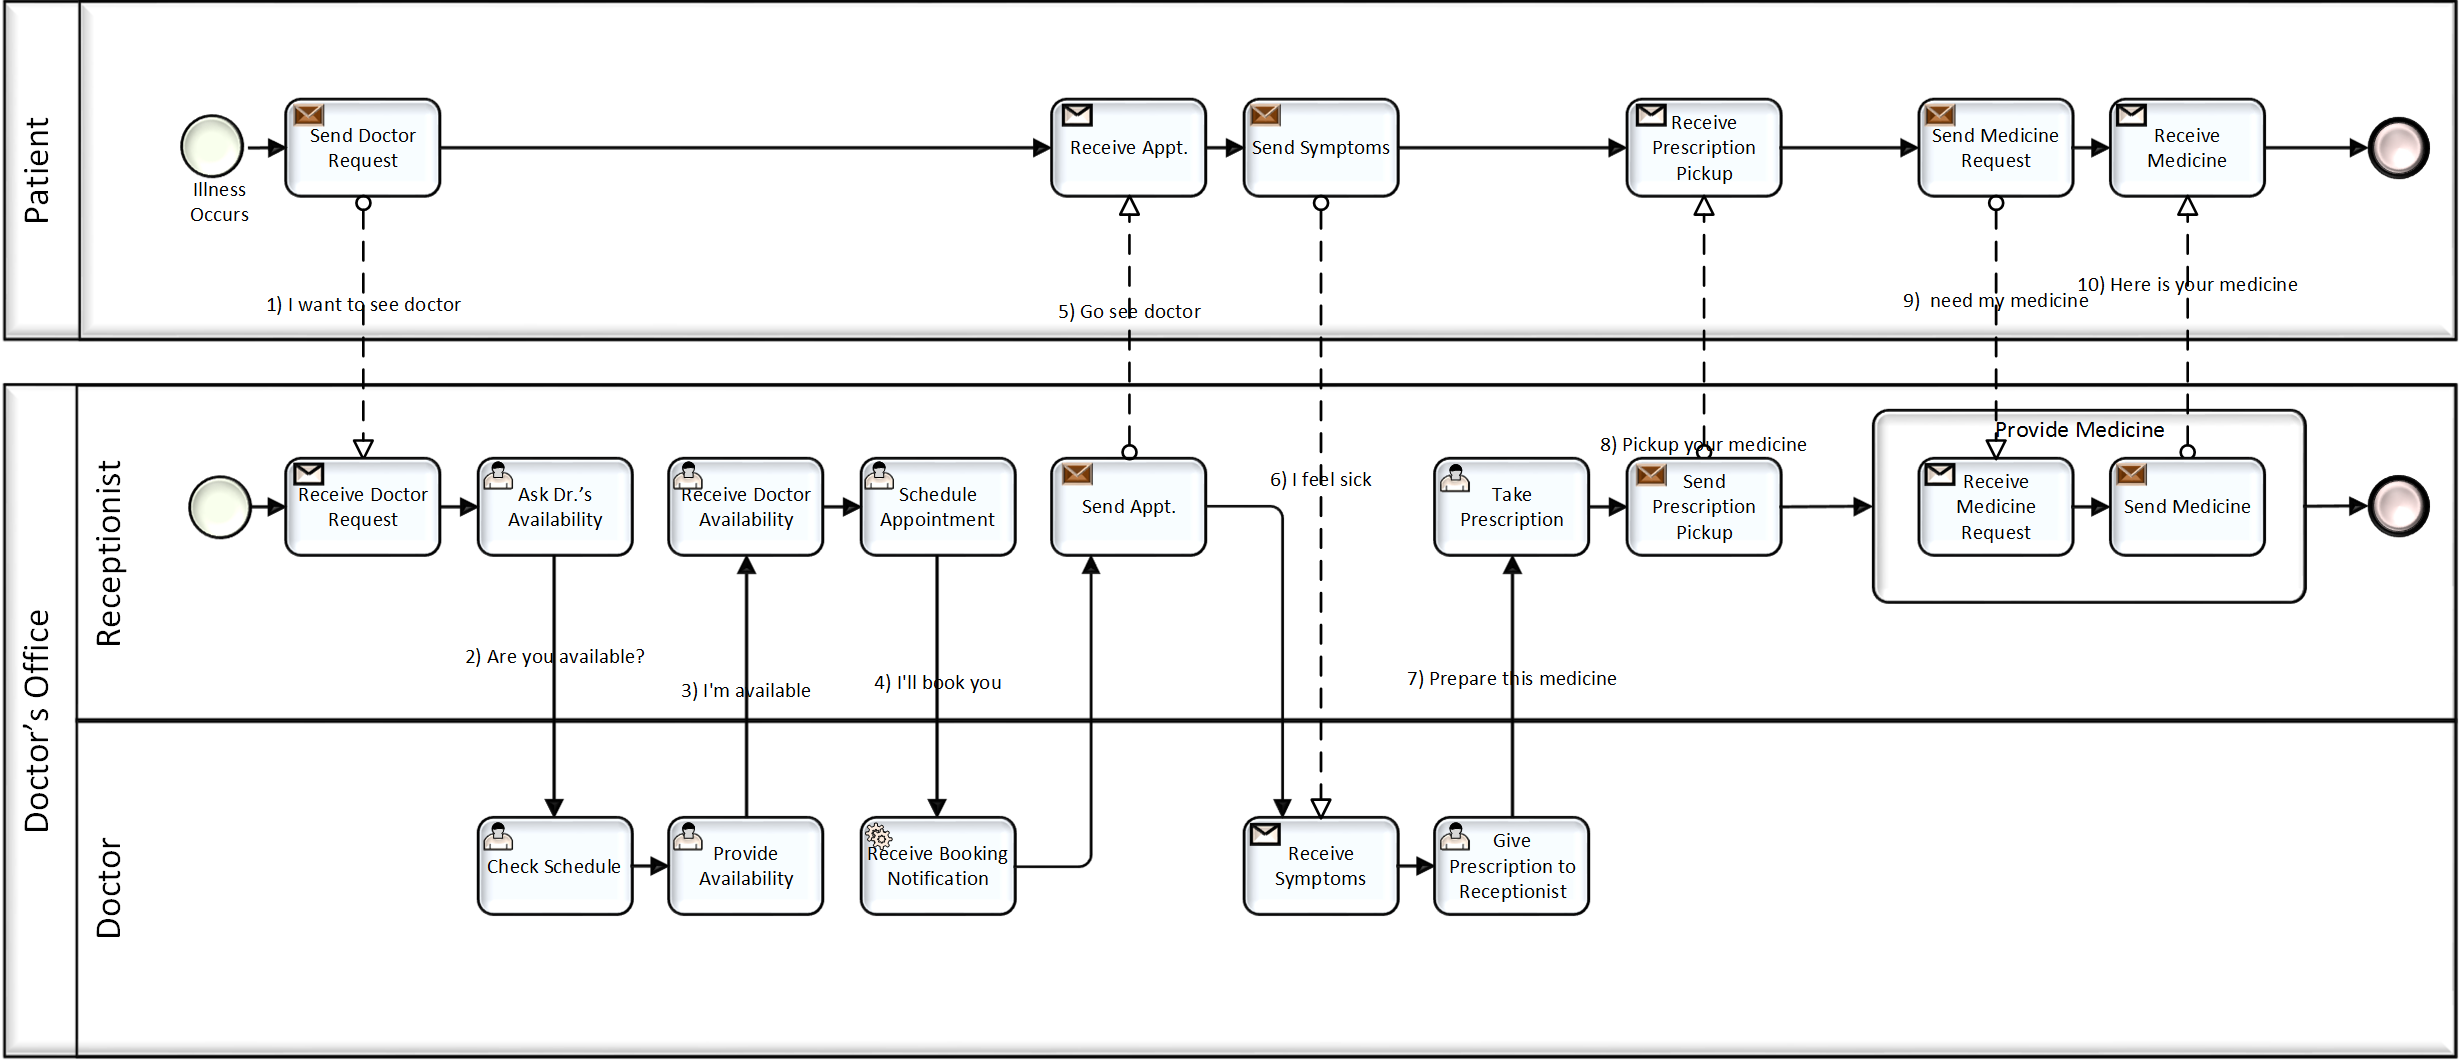 Patient
Illness
Occurs
Send Doctor
Request
Receive Appt.
Send Symptoms
Receive
Prescription
Pickup
Send Medicine
Request
Receive
Medicine
1) I want to see doctor
5) Go see doctor
9)  need my medicine
10) Here is your medicine
Doctor’s Office
Receptionist
Receive Doctor
Request
Ask Dr.’s
Availability
Receive Doctor
Availability
Schedule
Appointment
Send Appt.
6) I feel sick
Take
Prescription
8) Pickup your medicine
Send
Prescription
Pickup
Provide Medicine
Receive
Medicine
Request
Send Medicine
2) Are you available?
3) I'm available
4) I'll book you
7) Prepare this medicine
Doctor
Check Schedule
Provide
Availability
Receive Booking
Notification
Receive
Symptoms
Give
Prescription to
Receptionist